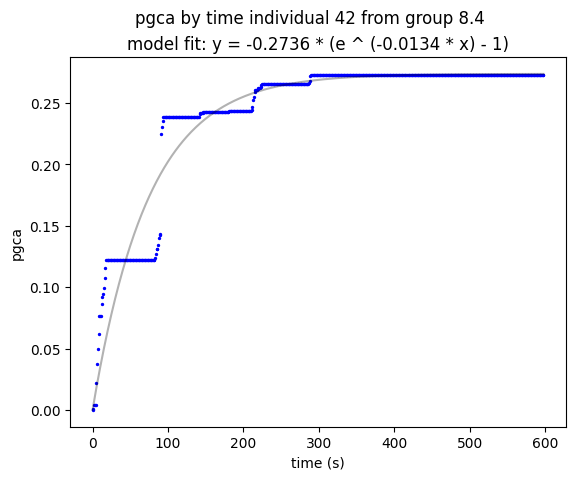 pgca by time individual 42 from group 8.4
model fit: y = -0.2736 * (e ^ (-0.0134 * x) - 1)
0.25
0.20
0.15
0.10
0.05
0.00
pgca
0 100 200 300 400 500 600
time (s)